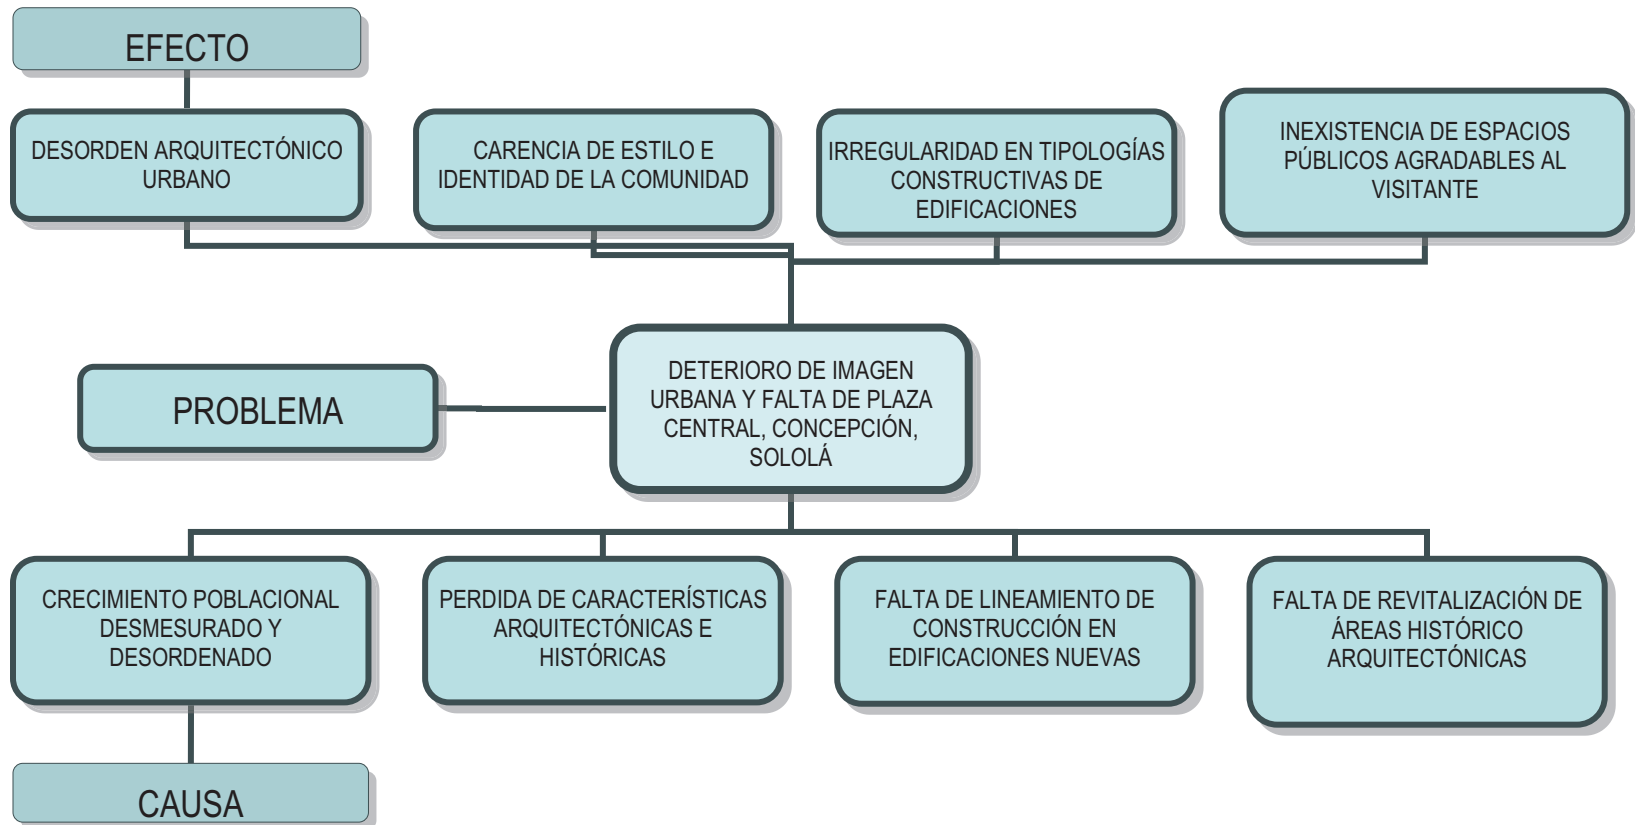 EFECTO
DESORDEN ARQUITECTÓNICO
URBANO
CARENCIA DE ESTILO E
IDENTIDAD DE LA COMUNIDAD
IRREGULARIDAD EN TIPOLOGÍAS
CONSTRUCTIVAS DE
EDIFICACIONES
INEXISTENCIA DE ESPACIOS
PÚBLICOS AGRADABLES AL
VISITANTE
PROBLEMA
DETERIORO DE IMAGEN
URBANA Y FALTA DE PLAZA
CENTRAL, CONCEPCIÓN,
SOLOLÁ
CRECIMIENTO POBLACIONAL
DESMESURADO Y
DESORDENADO
PERDIDA DE CARACTERÍSTICAS
ARQUITECTÓNICAS E
HISTÓRICAS
FALTA DE LINEAMIENTO DE
CONSTRUCCIÓN EN
EDIFICACIONES NUEVAS
FALTA DE REVITALIZACIÓN DE
ÁREAS HISTÓRICO
ARQUITECTÓNICAS
CAUSA